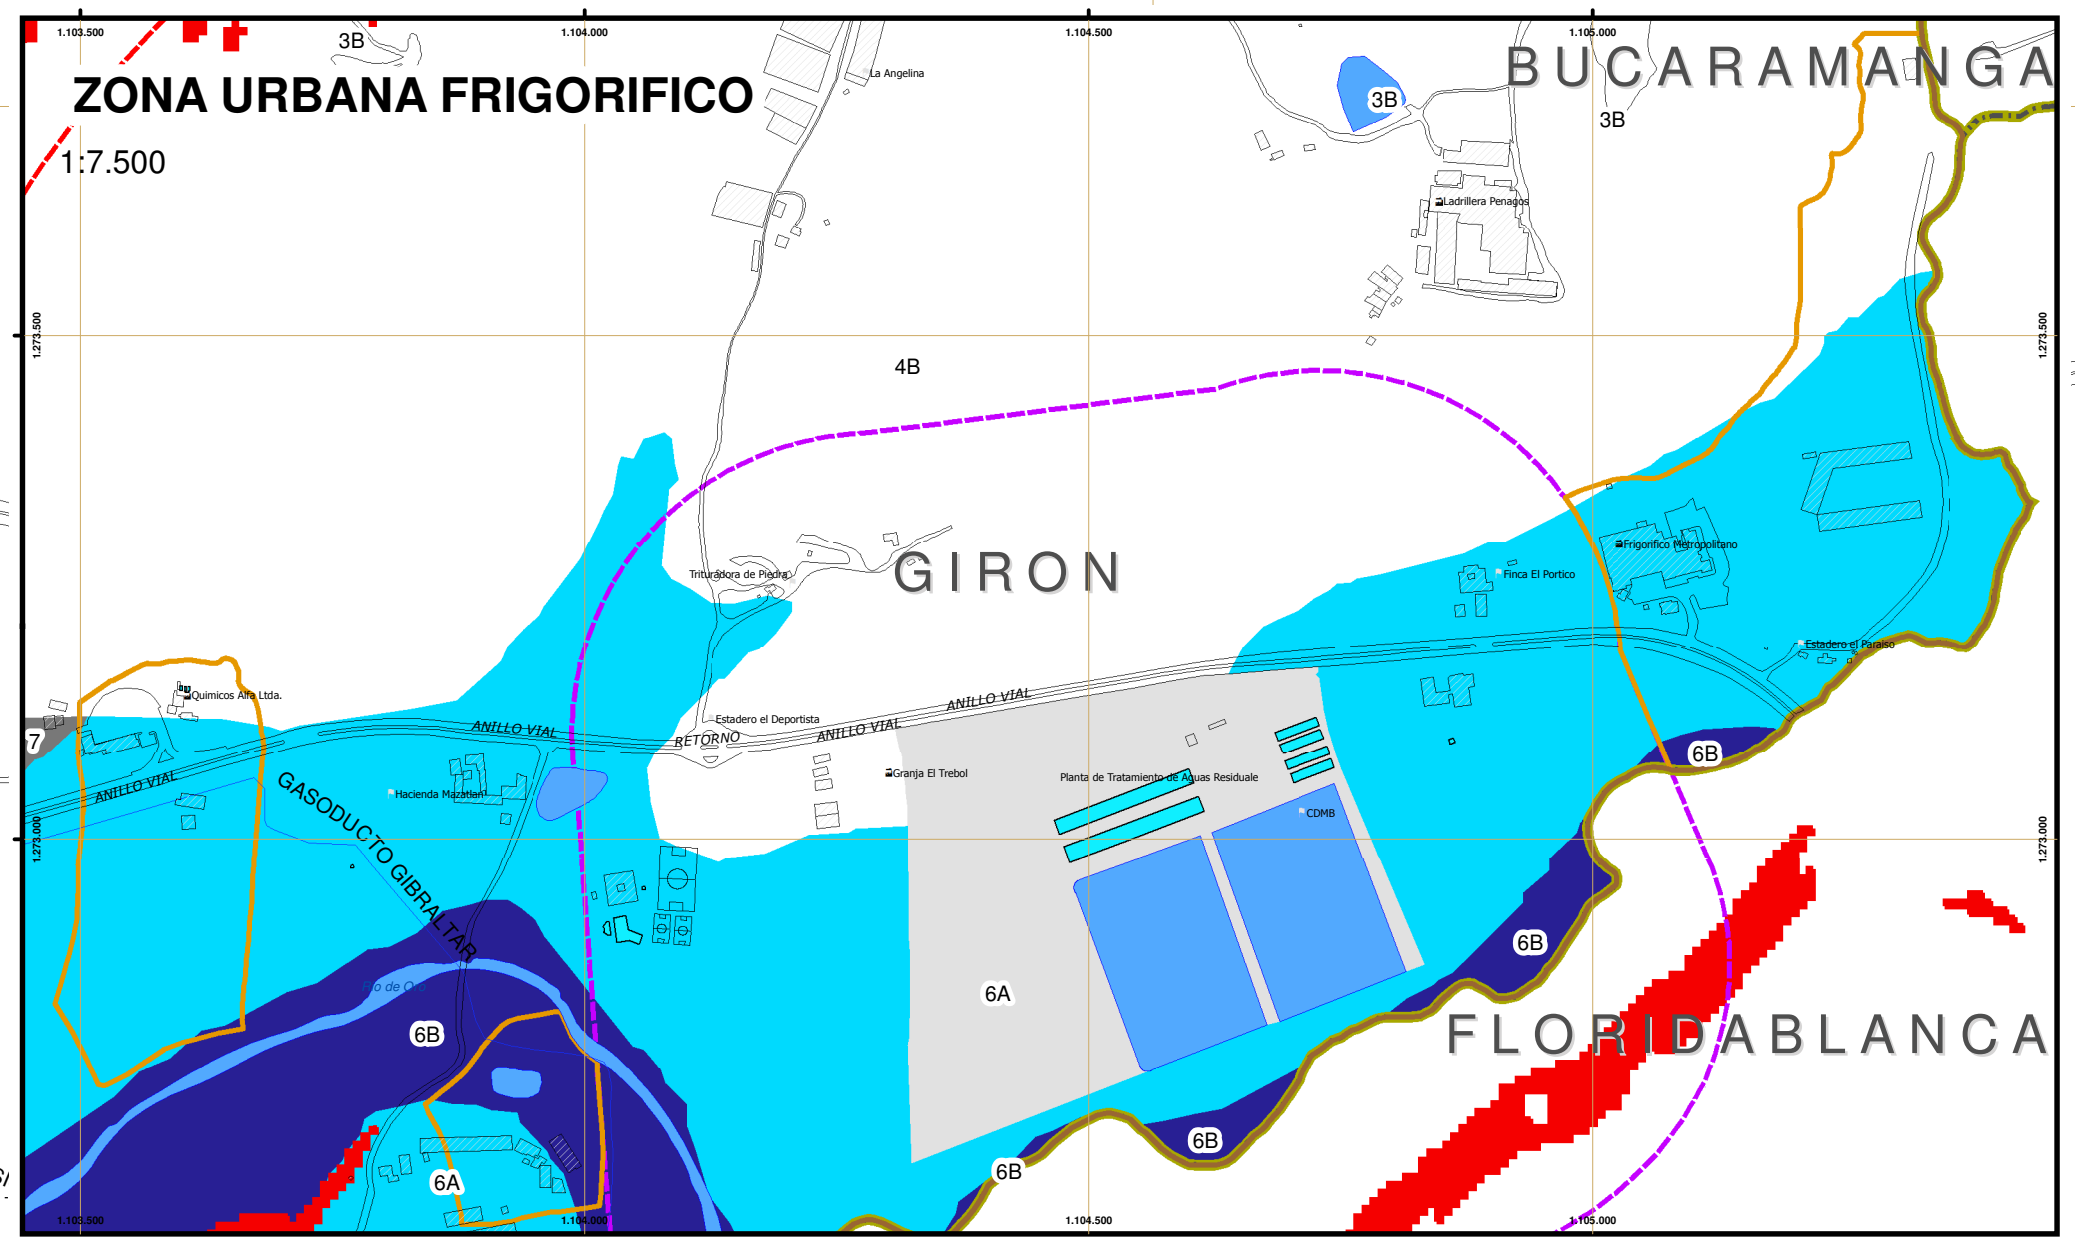 1.103.500
1.104.000
1.104.500
1.105.000
3B
BUCARAMANGA
La Angelina
ZONA URBANA FRIGORIFICO
3B
3B
1:7.500
Ladrillera Penagos
1.273.500
1.273.500
4B
Frigorifico Metropolitano
Trituradora de Piedra
GIRON
Finca El Portico
Estadero el Paraiso
Quimicos Alfa Ltda.
ANILLO VIAL
Estadero el Deportista
ANILLO VIAL
ANILLO VIAL
RETORNO
7
6B
Granja El Trebol
Planta de Tratamiento de Aguas Residuale
ANILLO VIAL
GASODUCTO GIBRALTAR
Hacienda Mazatlan
CDMB
1.273.000
1.273.000
6B
Rio de Oro
6A
6B
FLORIDABLANCA
6B
6B
6A
1.103.500
1.104.000
1.104.500
1.105.000